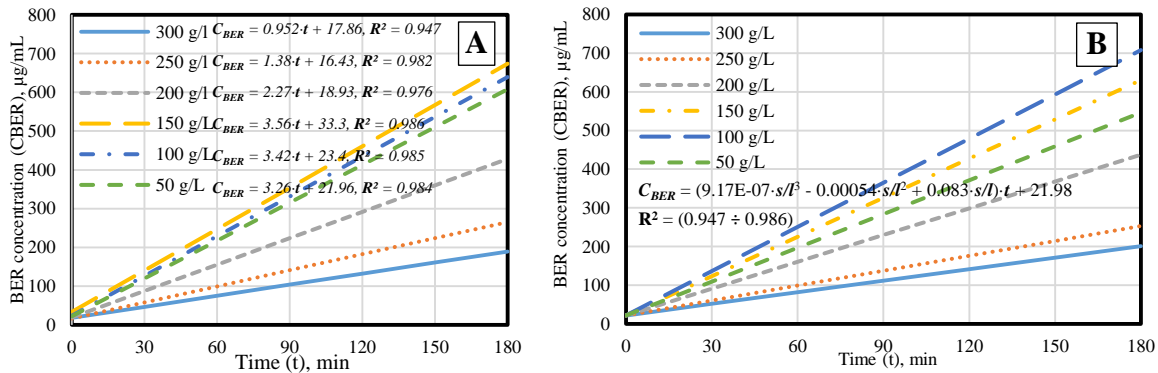 A
300 g/l C_BER = 0.952·t + 17.86, R² = 0.947
250 g/l C_BER = 1.38·t + 16.43, R² = 0.982
200 g/l C_BER = 2.27·t + 18.93, R² = 0.976
150 g/L C_BER = 3.56·t + 33.3, R² = 0.986
100 g/L C_BER = 3.42·t + 23.4, R² = 0.985
50 g/L C_BER = 3.26·t + 21.96, R² = 0.984
BER concentration (CBER), µg/mL
800
700
600
500
400
300
200
100
0
0 30 60 90 120 150 180
Time (t), min
B
300 g/L
250 g/L
200 g/L
150 g/L
100 g/L
50 g/L
C_BER = (9.17E-07·s/l³ - 0.00054·s/l² + 0.083·s/l)·t + 21.98
R² = (0.947 ÷ 0.986)
BER concentration (CBER), µg/mL
800
700
600
500
400
300
200
100
0
0 30 60 90 120 150 180
Time (t), min